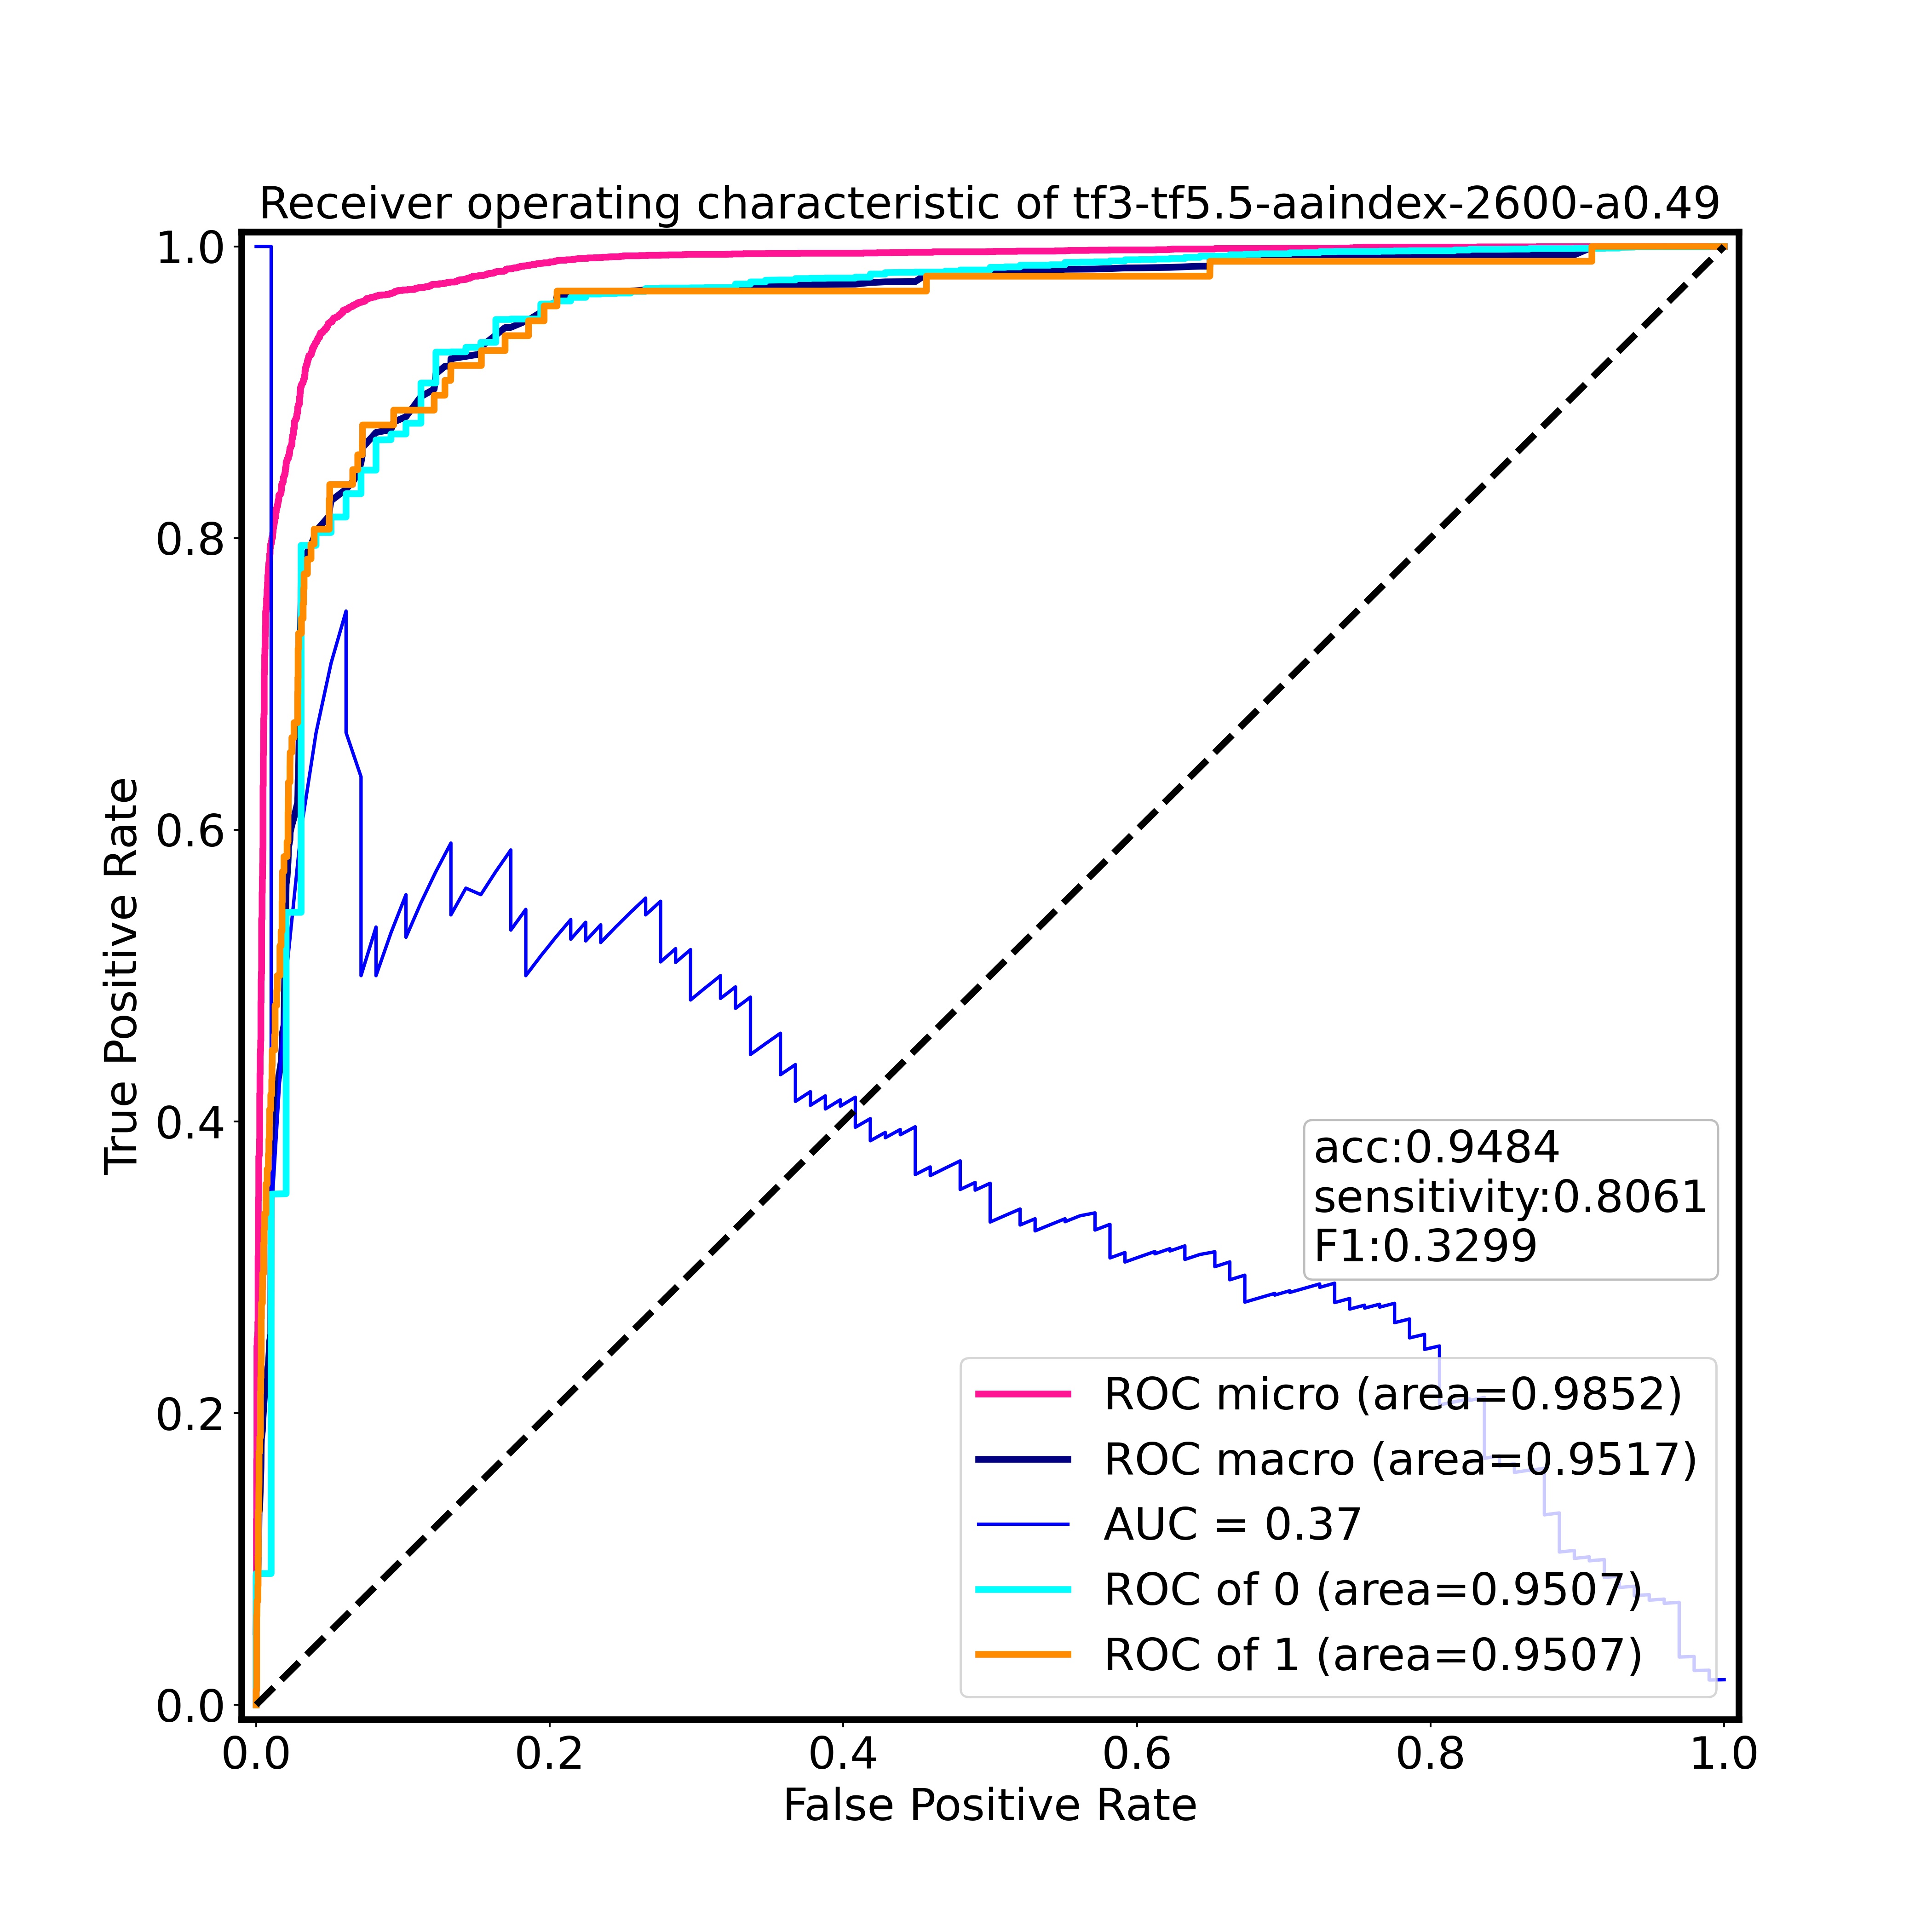 Receiver operating characteristic of tf3-tf5.5-aaindex-2600-a0.49
1.0
0.8
0.6
0.4
0.2
0.0
True Positive Rate
acc:0.9484
sensitivity:0.8061
F1:0.3299
ROC micro (area=0.9852)
ROC macro (area=0.9517)
AUC = 0.37
ROC of 0 (area=0.9507)
ROC of 1 (area=0.9507)
0.0 0.2 0.4 0.6 0.8 1.0
False Positive Rate